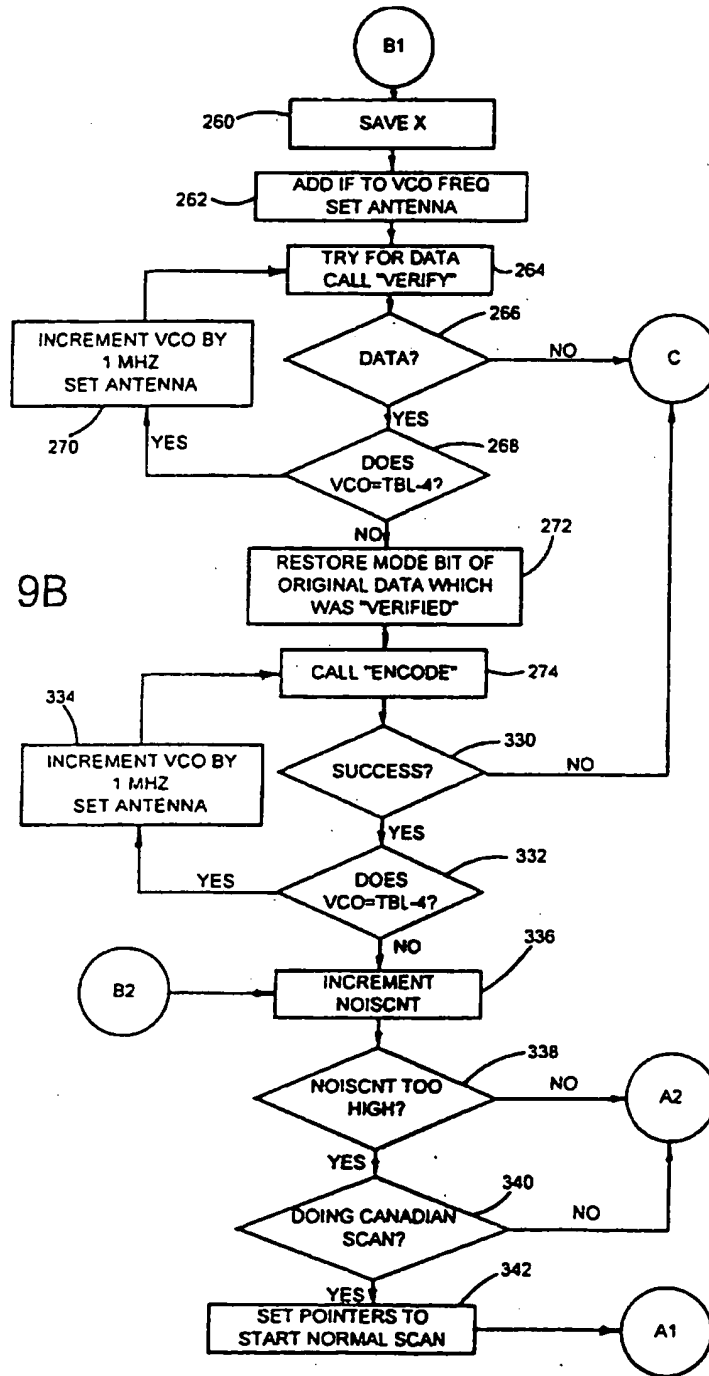 B1
260
SAVE X
262
ADD IF TO VCO FREQ
SET ANTENNA
TRY FOR DATA
CALL "VERIFY"
264
266
INCREMENT VCO BY
1 MHZ
SET ANTENNA
DATA?
NO
C
270
YES
YES
268
DOES
VCO=TBL-4?
NO
272
RESTORE MODE BIT OF
ORIGINAL DATA WHICH
WAS "VERIFIED"
9B
CALL "ENCODE"
274
334
330
INCREMENT VCO BY
1 MHZ
SET ANTENNA
SUCCESS?
NO
YES
332
YES
DOES
VCO=TBL-4?
NO
336
B2
INCREMENT
NOISCNT
338
NOISCNT TOO
HIGH?
NO
A2
YES
340
DOING CANADIAN
SCAN?
NO
YES
342
SET POINTERS TO
START NORMAL SCAN
A1